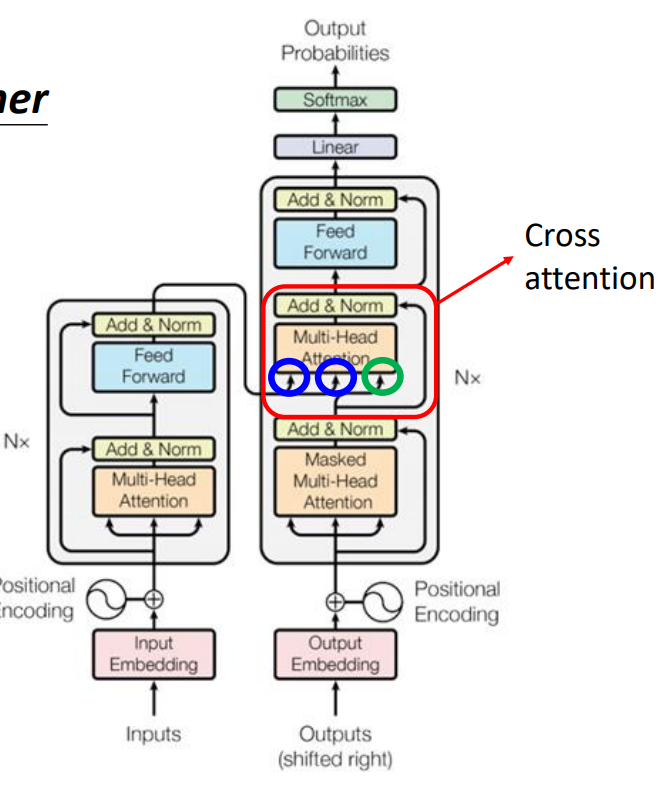 ner
Output
Probabilities
Softmax
Linear
Add & Norm
Feed
Forward
Cross
attention
Add & Norm
Multi-Head
Attention
Nx
Add & Norm
Masked
Multi-Head
Attention
Add & Norm
Feed
Forward
Nx
Add & Norm
Multi-Head
Attention
Positional
Encoding
Positional
Encoding
Input
Embedding
Output
Embedding
Inputs
Outputs
(shifted right)